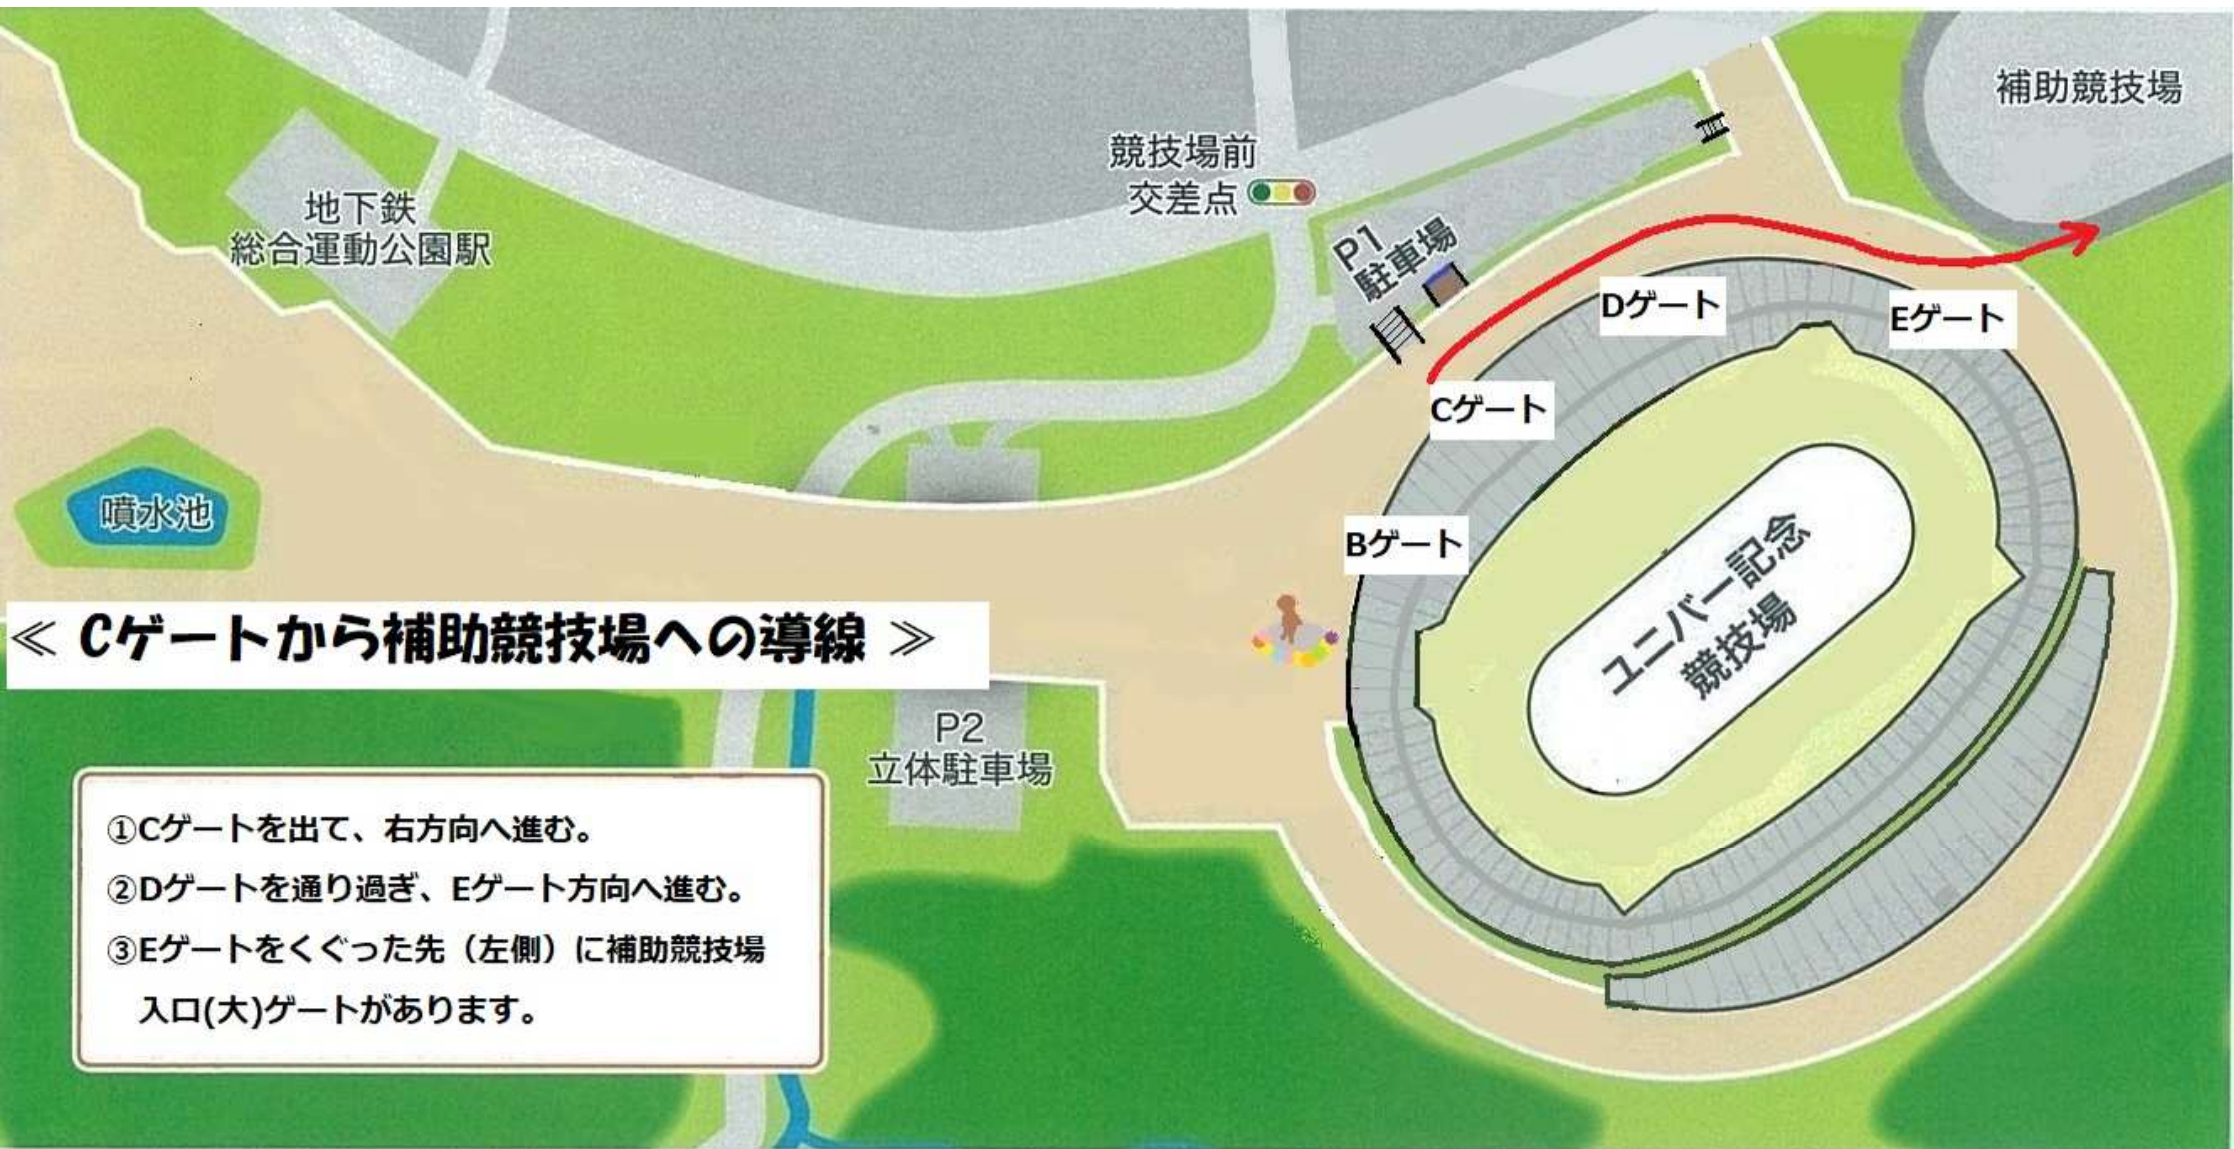 補助競技場
競技場前
交差点
地下鉄
総合運動公園駅
P1
駐車場
Dゲート
Eゲート
Cゲート
噴水池
Bゲート
ユニバー記念
競技場
≪ Cゲートから補助競技場への導線 ≫
P2
立体駐車場
①Cゲートを出て、右方向へ進む。
②Dゲートを通り過ぎ、Eゲート方向へ進む。
③Eゲートをくぐった先（左側）に補助競技場
入口(大)ゲートがあります。